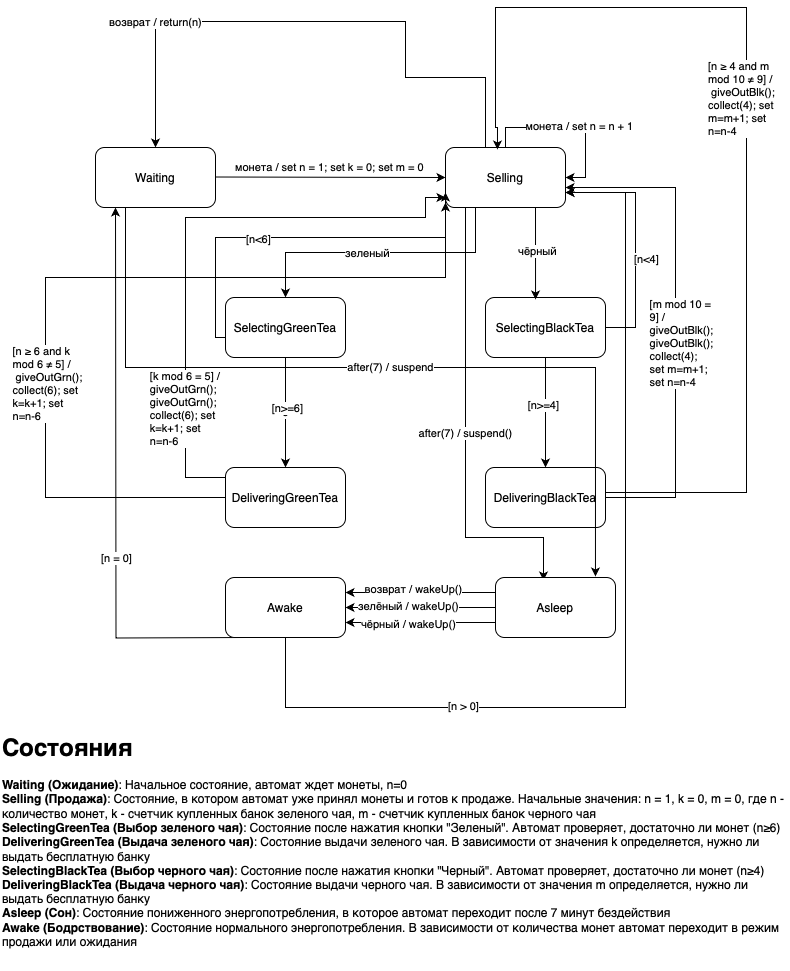 возврат / return(n)
[n ≥ 4 and m
mod 10 ≠ 9] /
giveOutBlk();
collect(4); set
m=m+1; set
n=n-4
монета / set n = n + 1
Waiting
монета / set n = 1; set k = 0; set m = 0
Selling
[n<6]
зеленый
чёрный
[n<4]
SelectingGreenTea
SelectingBlackTea
[m mod 10 =
9] /
giveOutBlk();
giveOutBlk();
collect(4);
set m=m+1;
set n=n-4
[n ≥ 6 and k
mod 6 ≠ 5] /
giveOutGrn();
collect(6); set
k=k+1; set
n=n-6
[k mod 6 = 5] /
giveOutGrn();
giveOutGrn();
collect(6); set
k=k+1; set
n=n-6
after(7) / suspend
[n>=6]
[n>=4]
after(7) / suspend()
DeliveringGreenTea
DeliveringBlackTea
[n = 0]
Awake
возврат / wakeUp()
зелёный / wakeUp()
чёрный / wakeUp()
Asleep
[n > 0]
Состояния
Waiting (Ожидание): Начальное состояние, автомат ждет монеты, n=0
Selling (Продажа): Состояние, в котором автомат уже принял монеты и готов к продаже. Начальные значения: n = 1, k = 0, m = 0, где n -
количество монет, k - счетчик купленных банок зеленого чая, m - счетчик купленных банок черного чая
SelectingGreenTea (Выбор зеленого чая): Состояние после нажатия кнопки "Зеленый". Автомат проверяет, достаточно ли монет (n≥6)
DeliveringGreenTea (Выдача зеленого чая): Состояние выдачи зеленого чая. В зависимости от значения k определяется, нужно ли
выдать бесплатную банку
SelectingBlackTea (Выбор черного чая): Состояние после нажатия кнопки "Черный". Автомат проверяет, достаточно ли монет (n≥4)
DeliveringBlackTea (Выдача черного чая): Состояние выдачи черного чая. В зависимости от значения m определяется, нужно ли
выдать бесплатную банку
Asleep (Сон): Состояние пониженного энергопотребления, в которое автомат переходит после 7 минут бездействия
Awake (Бодрствование): Состояние нормального энергопотребления. В зависимости от количества монет автомат переходит в режим
продажи или ожидания